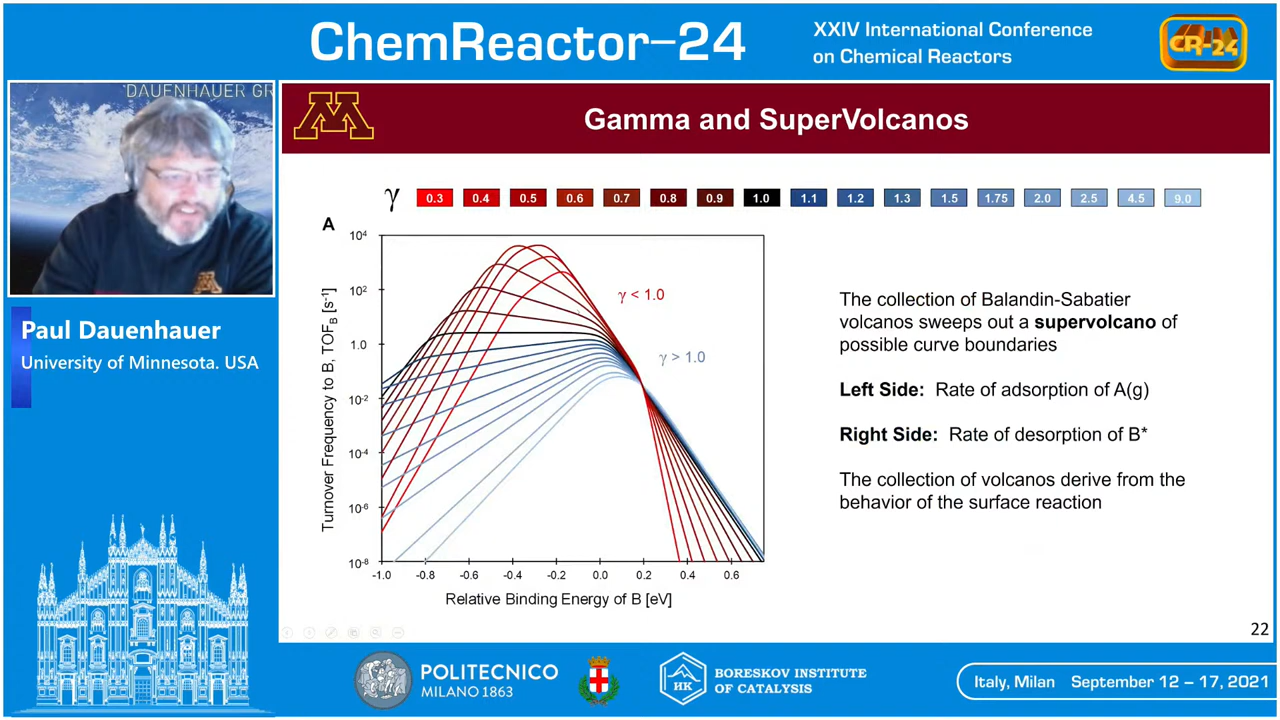 ChemReactor-24
XXIV International Conference
on Chemical Reactors
CR-24
DAUENHAUER GR
Paul Dauenhauer
University of Minnesota. USA
M
Gamma and SuperVolcanos
γ 0.3 0.4 0.5 0.6 0.7 0.8 0.9 1.0 1.1 1.2 1.3 1.5 1.75 2.0 2.5 4.5 9.0
A
Turnover Frequency to B, TOF_B [s⁻¹]
10⁴
10²
1.0
10⁻²
10⁻⁴
10⁻⁶
10⁻⁸
γ < 1.0
γ > 1.0
-1.0 -0.8 -0.6 -0.4 -0.2 0.0 0.2 0.4 0.6
Relative Binding Energy of B [eV]
The collection of Balandin-Sabatier
volcanos sweeps out a supervolcano of
possible curve boundaries
Left Side: Rate of adsorption of A(g)
Right Side: Rate of desorption of B*
The collection of volcanos derive from the
behavior of the surface reaction
22
POLITECNICO
MILANO 1863
HK
BORESKOV INSTITUTE
OF CATALYSIS
Italy, Milan September 12 – 17, 2021